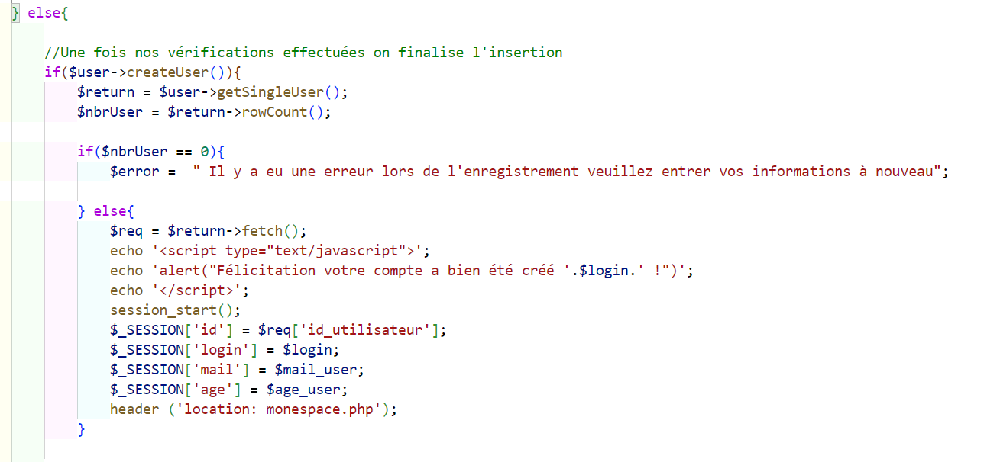 } else{
//Une fois nos vérifications effectuées on finalise l'insertion
if($user->createUser()){
$return = $user->getSingleUser();
$nbrUser = $return->rowCount();
if($nbrUser == 0){
$error =  " Il y a eu une erreur lors de l'enregistrement veuillez entrer vos informations à nouveau";
} else{
$req = $return->fetch();
echo '<script type="text/javascript">';
echo 'alert("Félicitation votre compte a bien été créé '.$login.' !")';
echo '</script>';
session_start();
$_SESSION['id'] = $req['id_utilisateur'];
$_SESSION['login'] = $login;
$_SESSION['mail'] = $mail_user;
$_SESSION['age'] = $age_user;
header ('location: monespace.php');
}